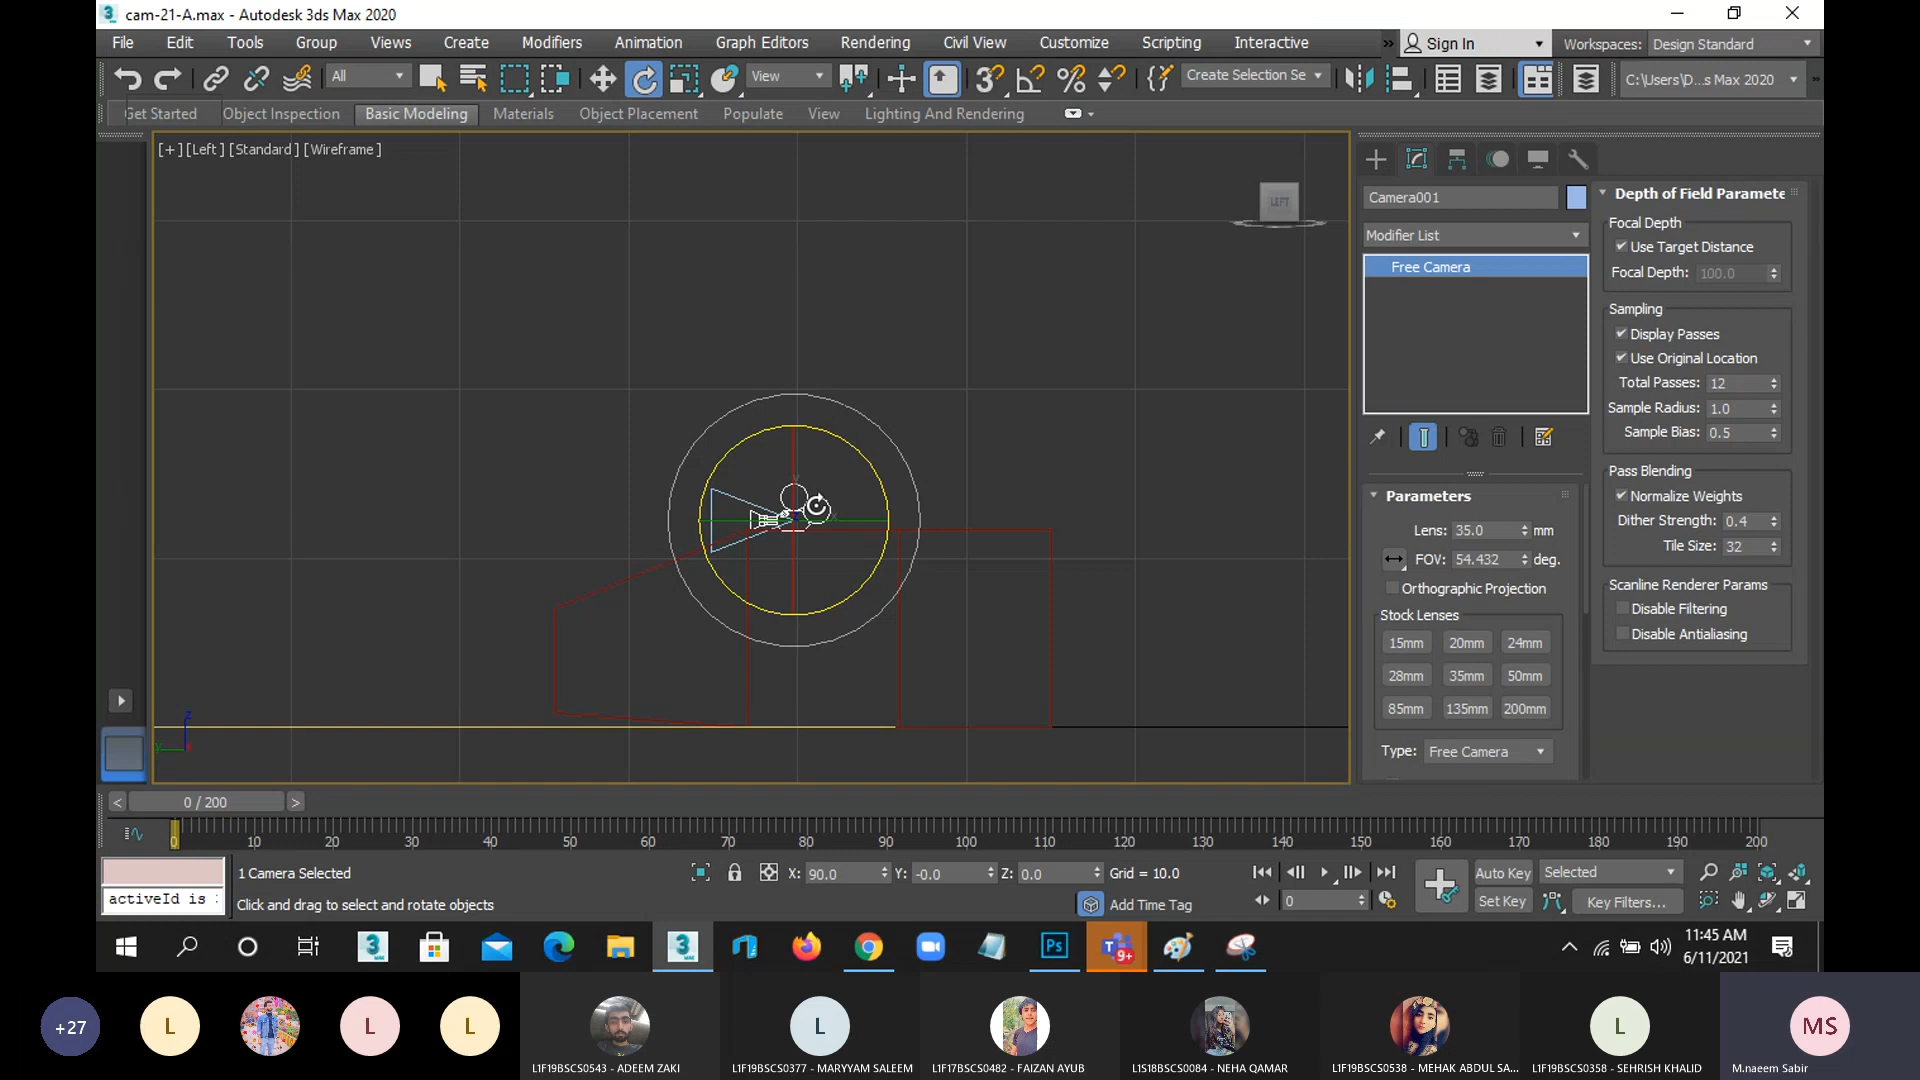 cam-21-A.max - Autodesk 3ds Max 2020
File Edit Tools Group Views Create Modifiers Animation Graph Editors Rendering Civil View Customize Scripting Interactive
Sign In
Workspaces: Design Standard
All
View
Create Selection Se
C:\Users\D...s Max 2020
Get Started Object Inspection Basic Modeling Materials Object Placement Populate View Lighting And Rendering
[+][Left][Standard][Wireframe]
LEFT
Camera001
Modifier List
Free Camera
Parameters
Lens: 35.0 mm
FOV: 54.432 deg.
Orthographic Projection
Stock Lenses
15mm 20mm 24mm
28mm 35mm 50mm
85mm 135mm 200mm
Type: Free Camera
Depth of Field Paramete
Focal Depth
Use Target Distance
Focal Depth: 100.0
Sampling
Display Passes
Use Original Location
Total Passes: 12
Sample Radius: 1.0
Sample Bias: 0.5
Pass Blending
Normalize Weights
Dither Strength: 0.4
Tile Size: 32
Scanline Renderer Params
Disable Filtering
Disable Antialiasing
z
< 0 / 200 >
0 10 20 30 40 50 60 70 80 90 100 110 120 130 140 150 160 170 180 190 200
activeId is :
1 Camera Selected
Click and drag to select and rotate objects
X: 90.0 Y: -0.0 Z: 0.0 Grid = 10.0
Add Time Tag
0
Auto Key Selected
Set Key Key Filters...
3
3
Ps
9+
11:45 AM
6/11/2021
+27
L
L
L
L1F19BSCS0543 - ADEEM ZAKI
L
L1F19BSCS0377 - MARYYAM SALEEM
L1F17BSCS0482 - FAIZAN AYUB
L1S18BSCS0084 - NEHA QAMAR
L1F19BSCS0538 - MEHAK ABDUL SA...
L
L1F19BSCS0358 - SEHRISH KHALID
MS
M.naeem Sabir